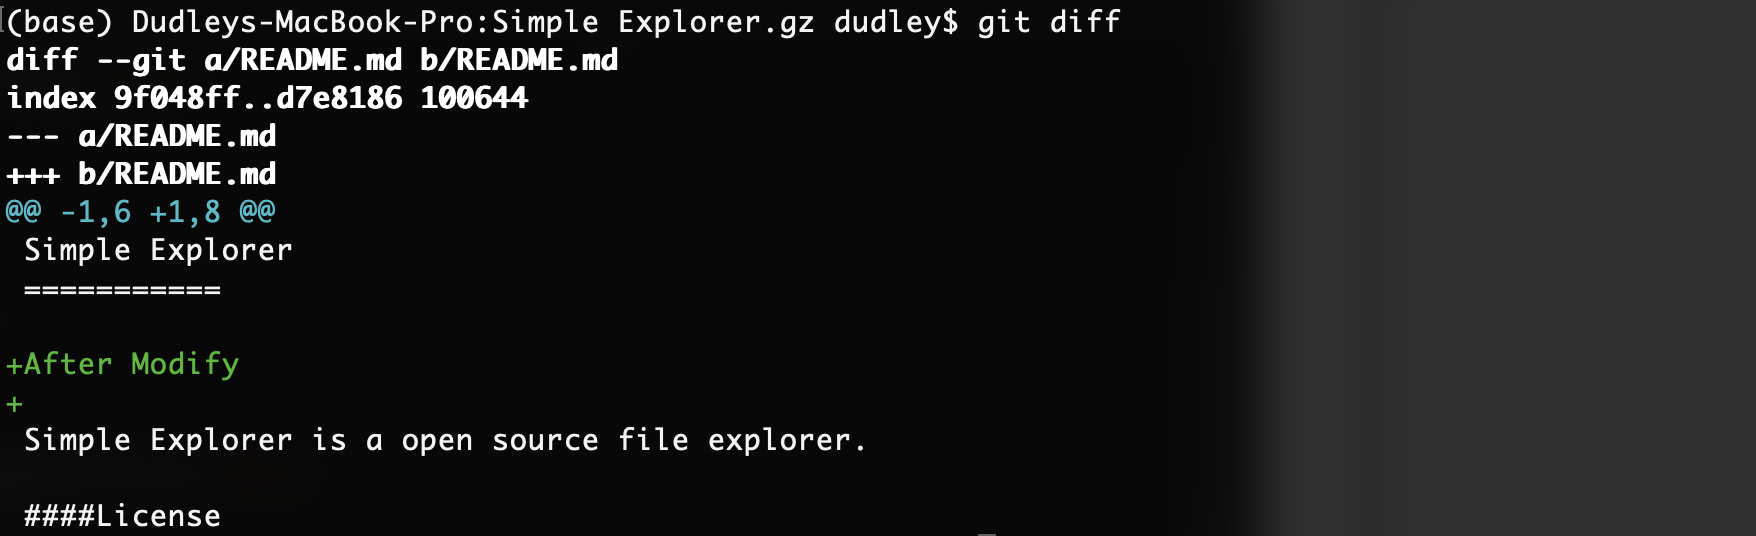 (base) Dudleys-MacBook-Pro:Simple Explorer.gz dudley$ git diff
diff --git a/README.md b/README.md
index 9f048ff..d7e8186 100644
--- a/README.md
+++ b/README.md
@@ -1,6 +1,8 @@
 Simple Explorer
 ===========

+After Modify
+
 Simple Explorer is a open source file explorer.

 ####License